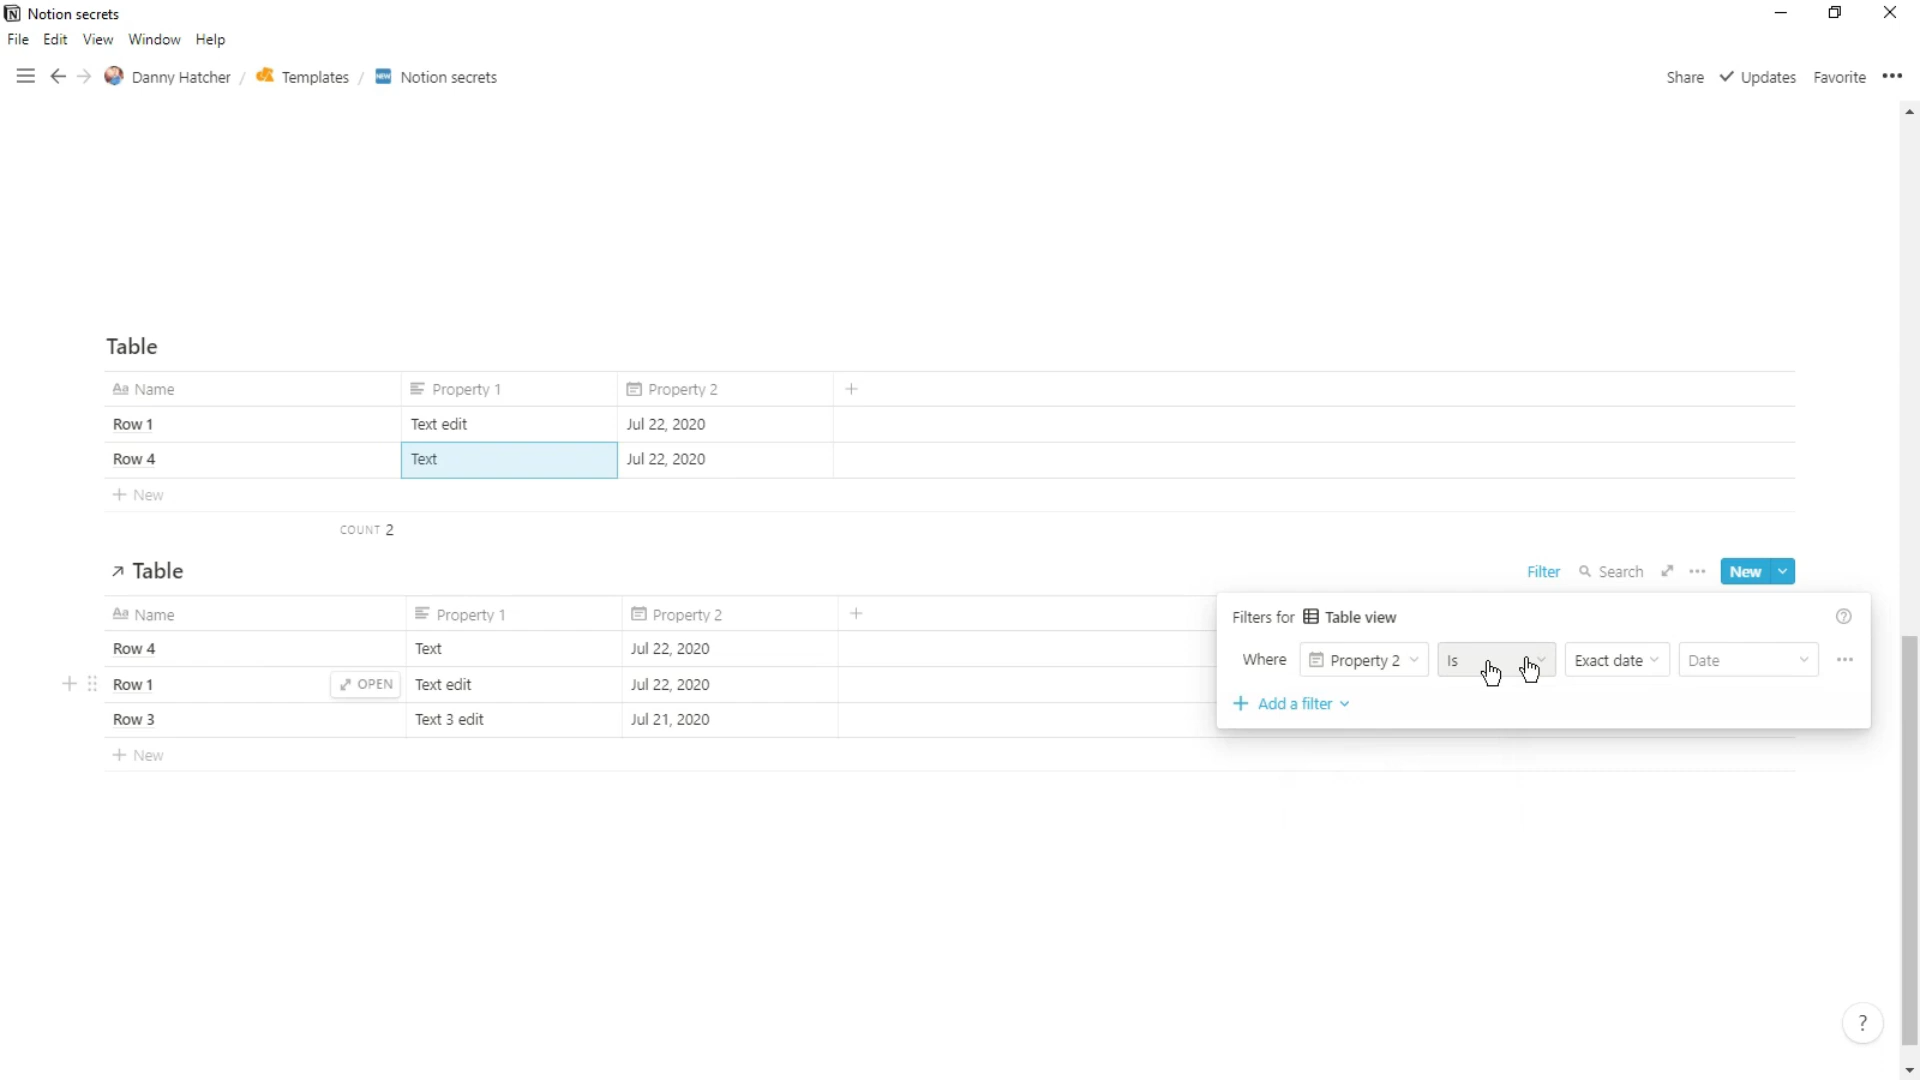 Notion secrets
File Edit View Window Help
Danny Hatcher / Templates / NEW Notion secrets Share Updates Favorite •••
Table
Aa Name Property 1 Property 2 +
Row 1 Text edit Jul 22, 2020
Row 4 Text Jul 22, 2020
+ New
COUNT 2
↗ Table Filter Search ••• New
Aa Name Property 1 Property 2 +
Filters for Table view ?
Row 4 Text Jul 22, 2020
Where Property 2 Is Exact date Date •••
Row 1 OPEN Text edit Jul 22, 2020
+ Add a filter
Row 3 Text 3 edit Jul 21, 2020
+ New
?